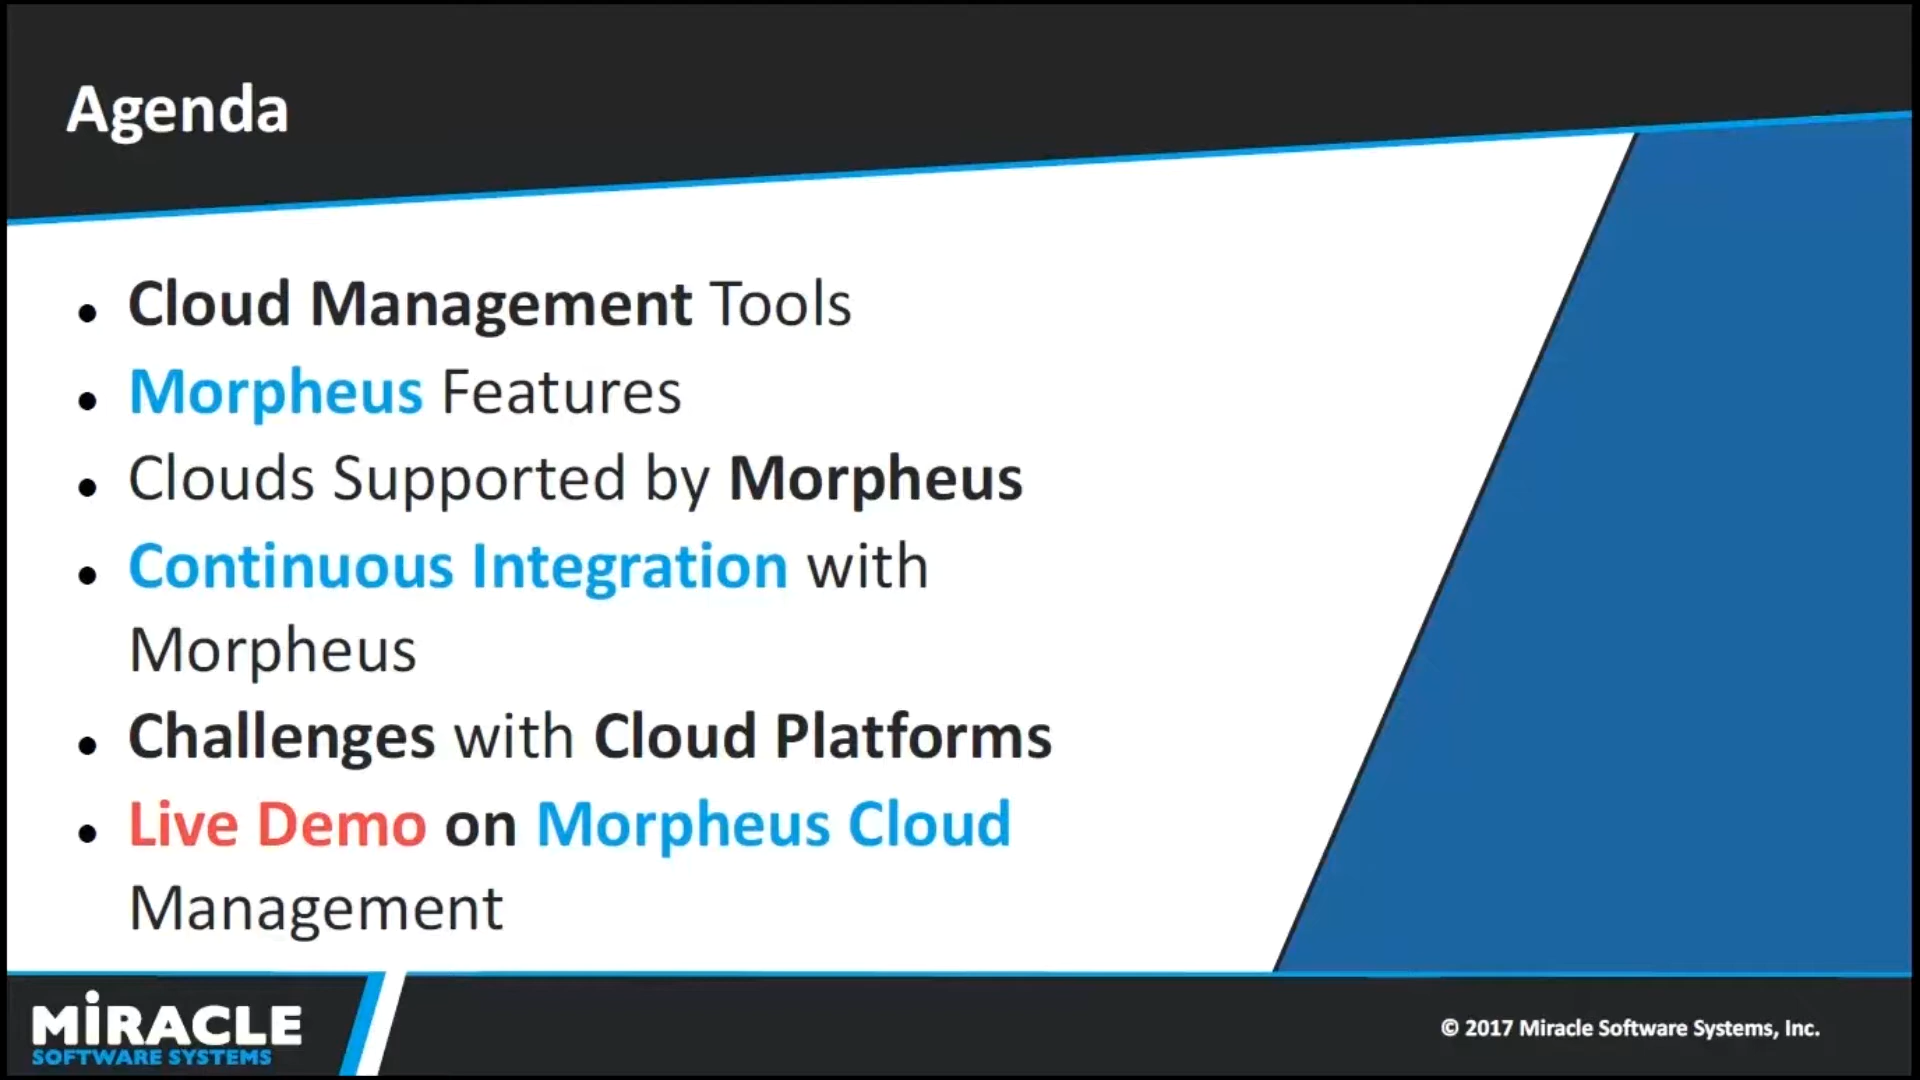 Agenda
• Cloud Management Tools
• Morpheus Features
• Clouds Supported by Morpheus
• Continuous Integration with
Morpheus
• Challenges with Cloud Platforms
• Live Demo on Morpheus Cloud
Management
MiRACLE
SOFTWARE SYSTEMS
© 2017 Miracle Software Systems, Inc.